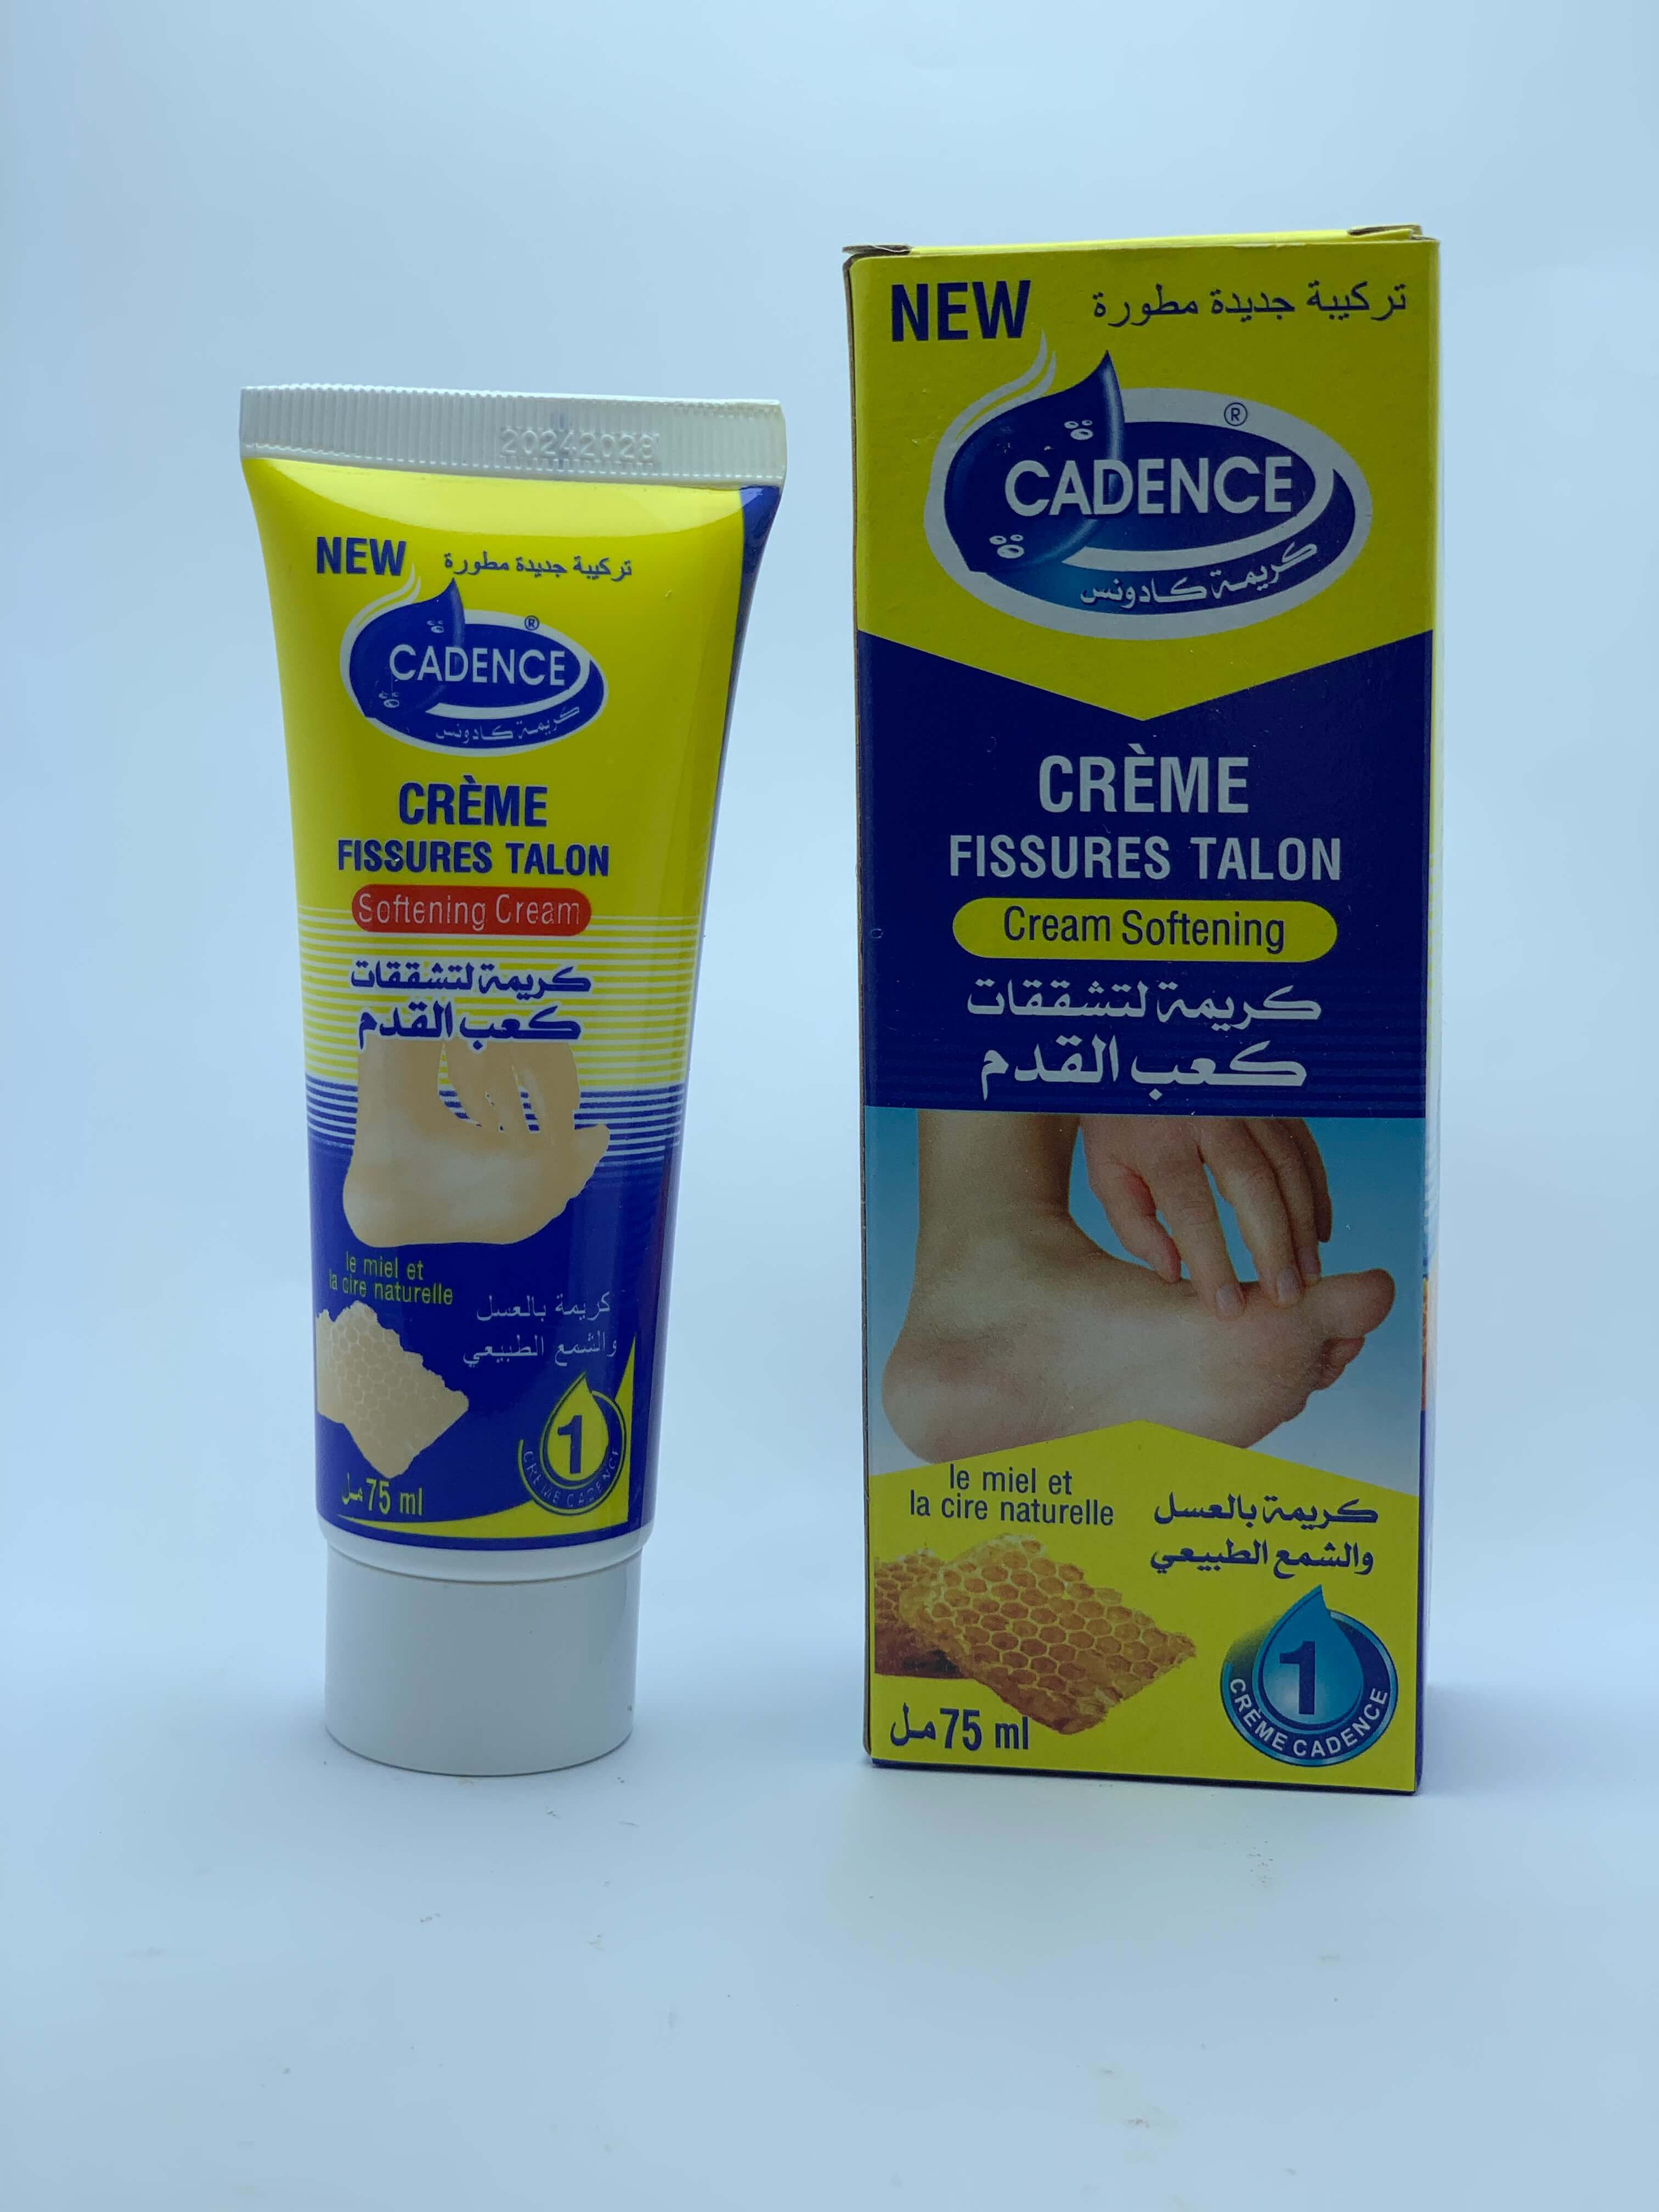 20242028
NEW تركيبة جديدة مطورة
CADENCE ®
كريمة كادونس
CRÈME
FISSURES TALON
Softening Cream
كريمة لتشققات
كعب القدم
le miel et
la cire naturelle
كريمة بالعسل
والشمع الطبيعي
1
CRÈME CADENCE
75 ml مل
NEW تركيبة جديدة مطورة
CADENCE ®
كريمة كادونس
CRÈME
FISSURES TALON
Cream Softening
كريمة لتشققات
كعب القدم
le miel et
la cire naturelle
كريمة بالعسل
والشمع الطبيعي
1
CRÈME CADENCE
75 ml مل